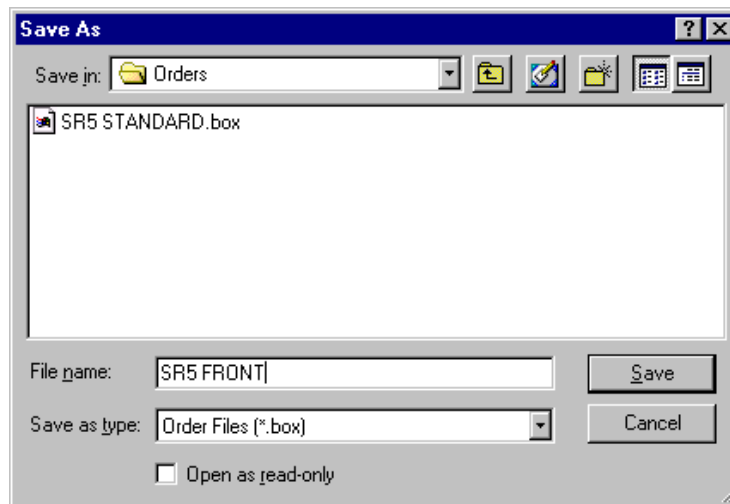 Save As
Save in: Orders
SR5 STANDARD.box
File name: SR5 FRONT
Save
Save as type: Order Files (*.box)
Cancel
Open as read-only